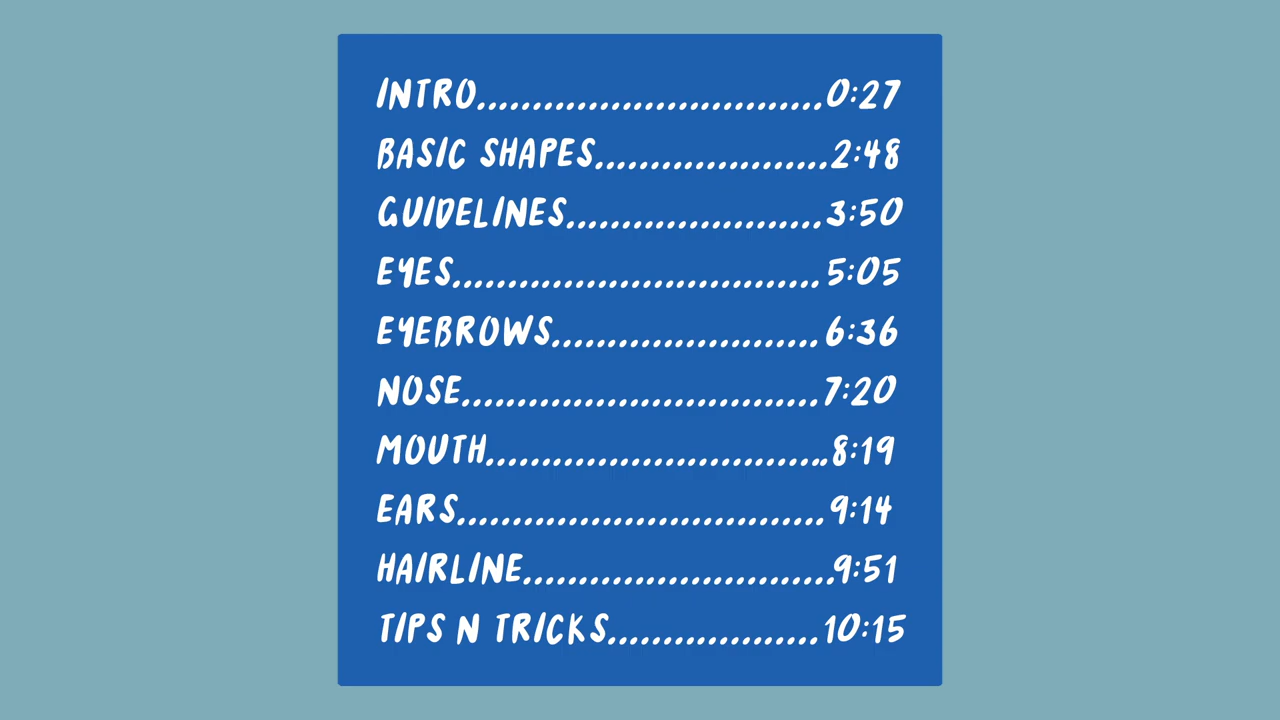 INTRO...............................0:27
BASIC SHAPES.....................2:48
GUIDELINES.......................3:50
EYES.................................5:05
EYEBROWS........................6:36
NOSE................................7:20
MOUTH...............................8:19
EARS.................................9:14
HAIRLINE............................9:51
TIPS N TRICKS...................10:15